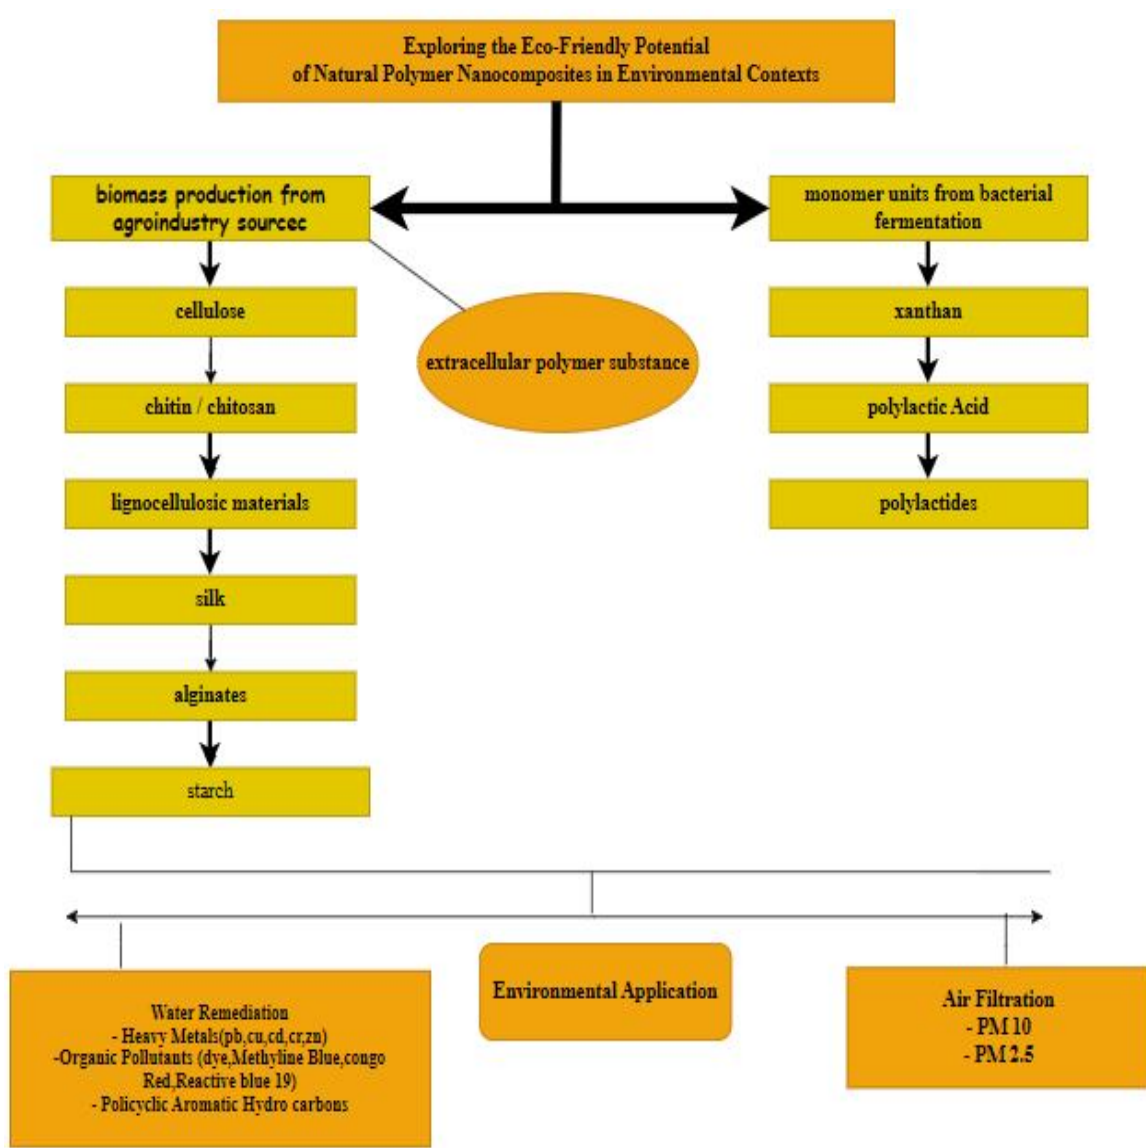 Exploring the Eco-Friendly Potential
of Natural Polymer Nanocomposites in Environmental Contexts
biomass production from
agroindustry sourcec
monomer units from bacterial
fermentation
cellulose
xanthan
extracellular polymer substance
chitin / chitosan
polylactic Acid
lignocellulosic materials
polylactides
silk
alginates
starch
Water Remediation
- Heavy Metals(pb,cu,cd,cr,zn)
-Organic Pollutants (dye,Methyline Blue,congo
Red,Reactive blue 19)
- Policyclic Aromatic Hydro carbons
Environmental Application
Air Filtration
- PM 10
- PM 2.5